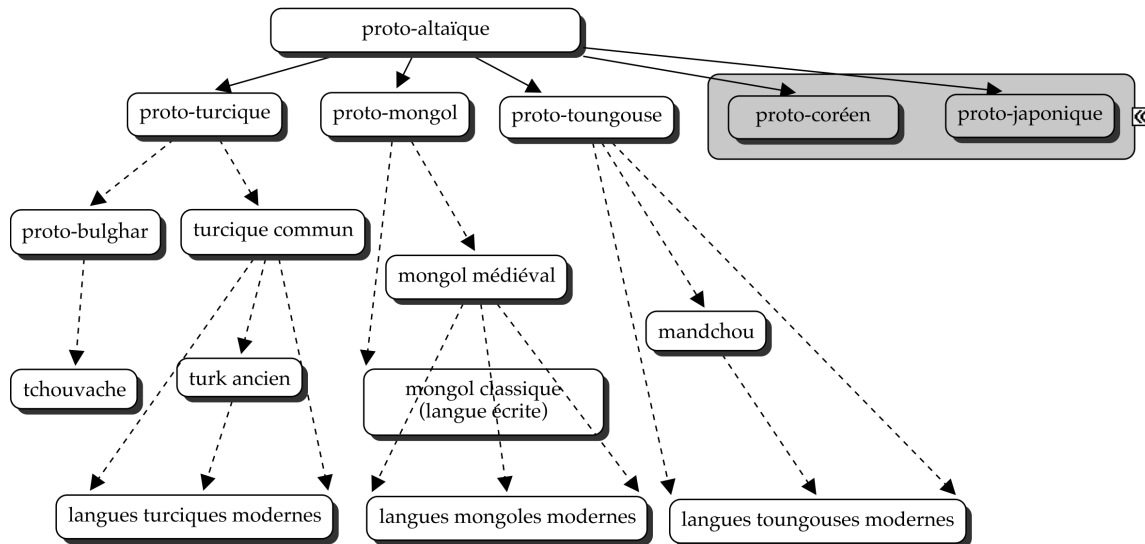 proto-altaïque
proto-turcique
proto-mongol
proto-toungouse
proto-coréen
proto-japonique
«
proto-bulghar
turcique commun
mongol médiéval
mandchou
tchouvache
turk ancien
mongol classique
(langue écrite)
langues turciques modernes
langues mongoles modernes
langues toungouses modernes